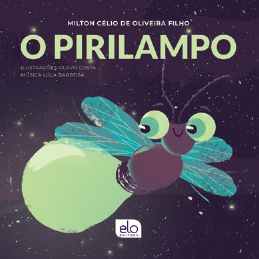 MILTON CÉLIO DE OLIVEIRA FILHO
O PIRILAMPO
ILUSTRAÇÕES OLAVO COSTA
MÚSICA LULA BARBOSA
elo
EDITORA